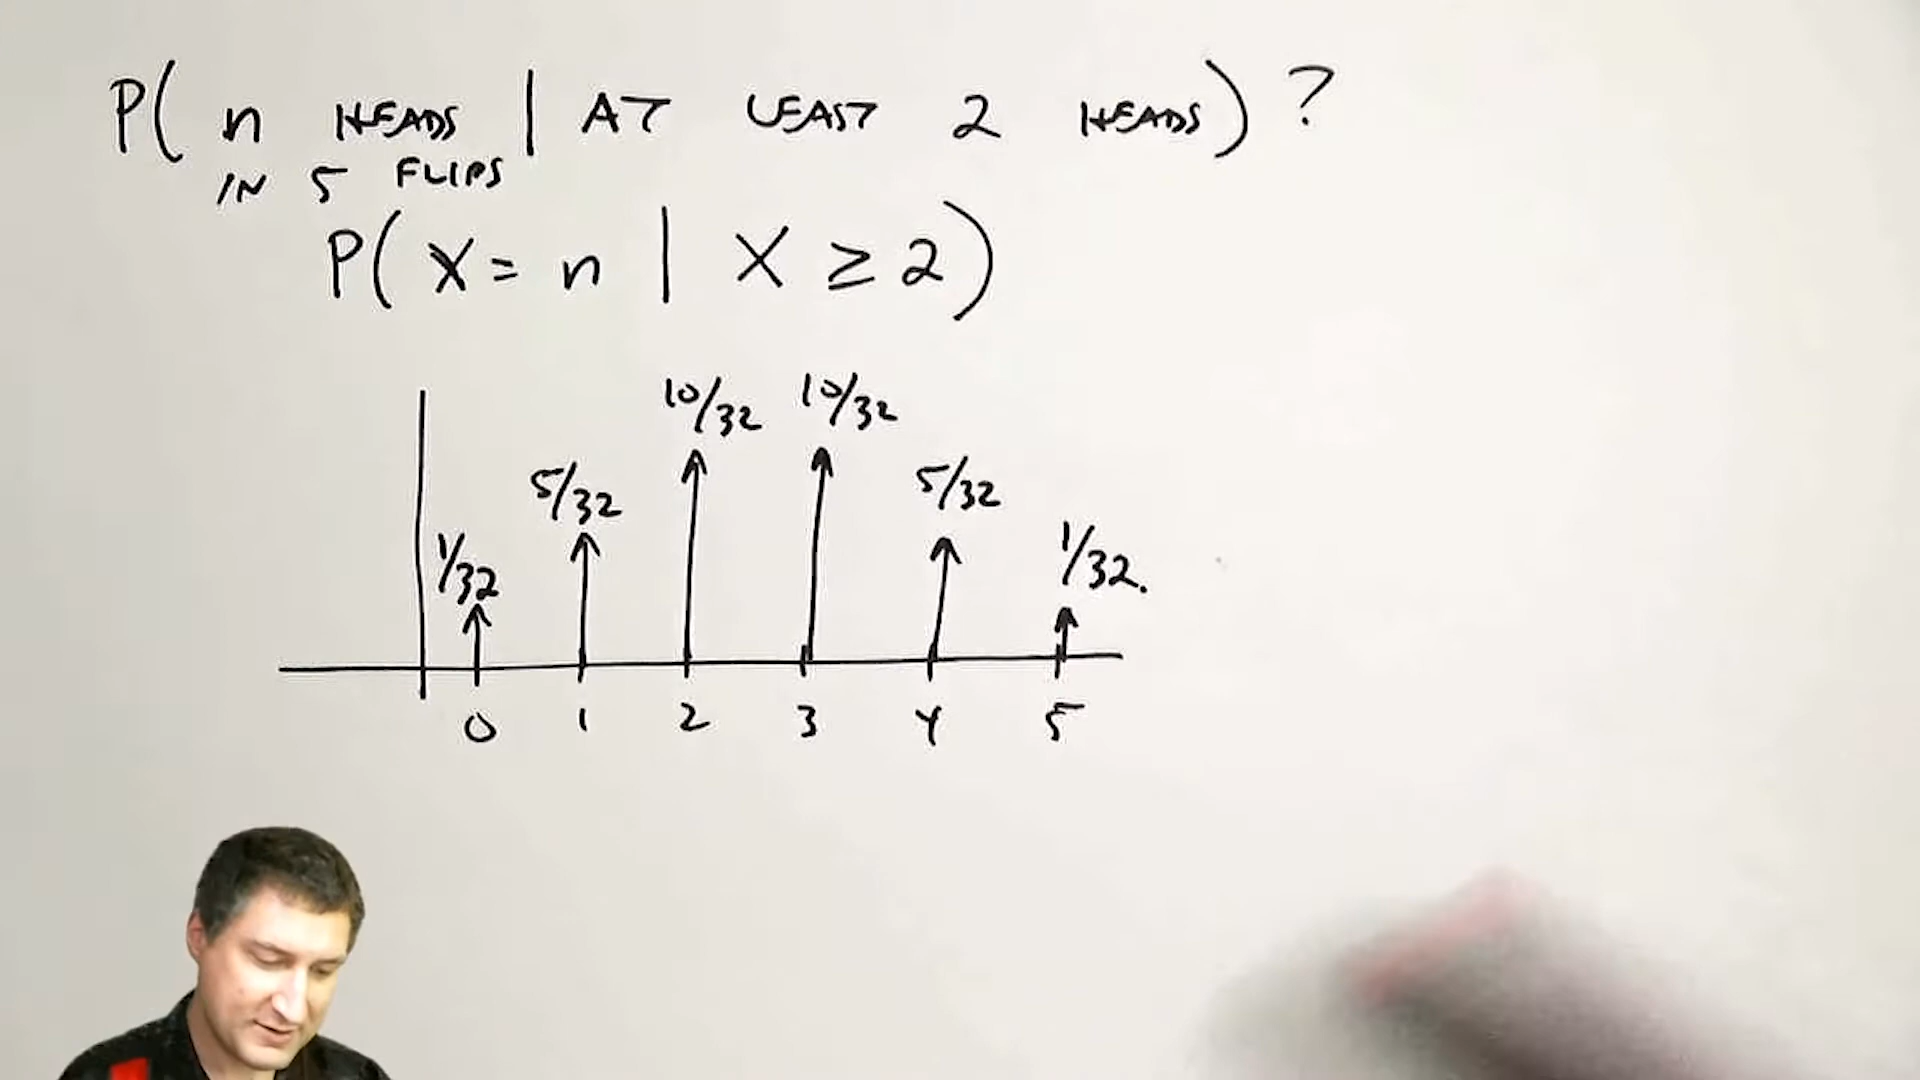 P( n HEADS | AT LEAST 2 HEADS) ?
IN 5 FLIPS
P( X = n | X ≥ 2)
10/32 10/32
5/32 5/32
1/32 1/32.
0 1 2 3 4 5